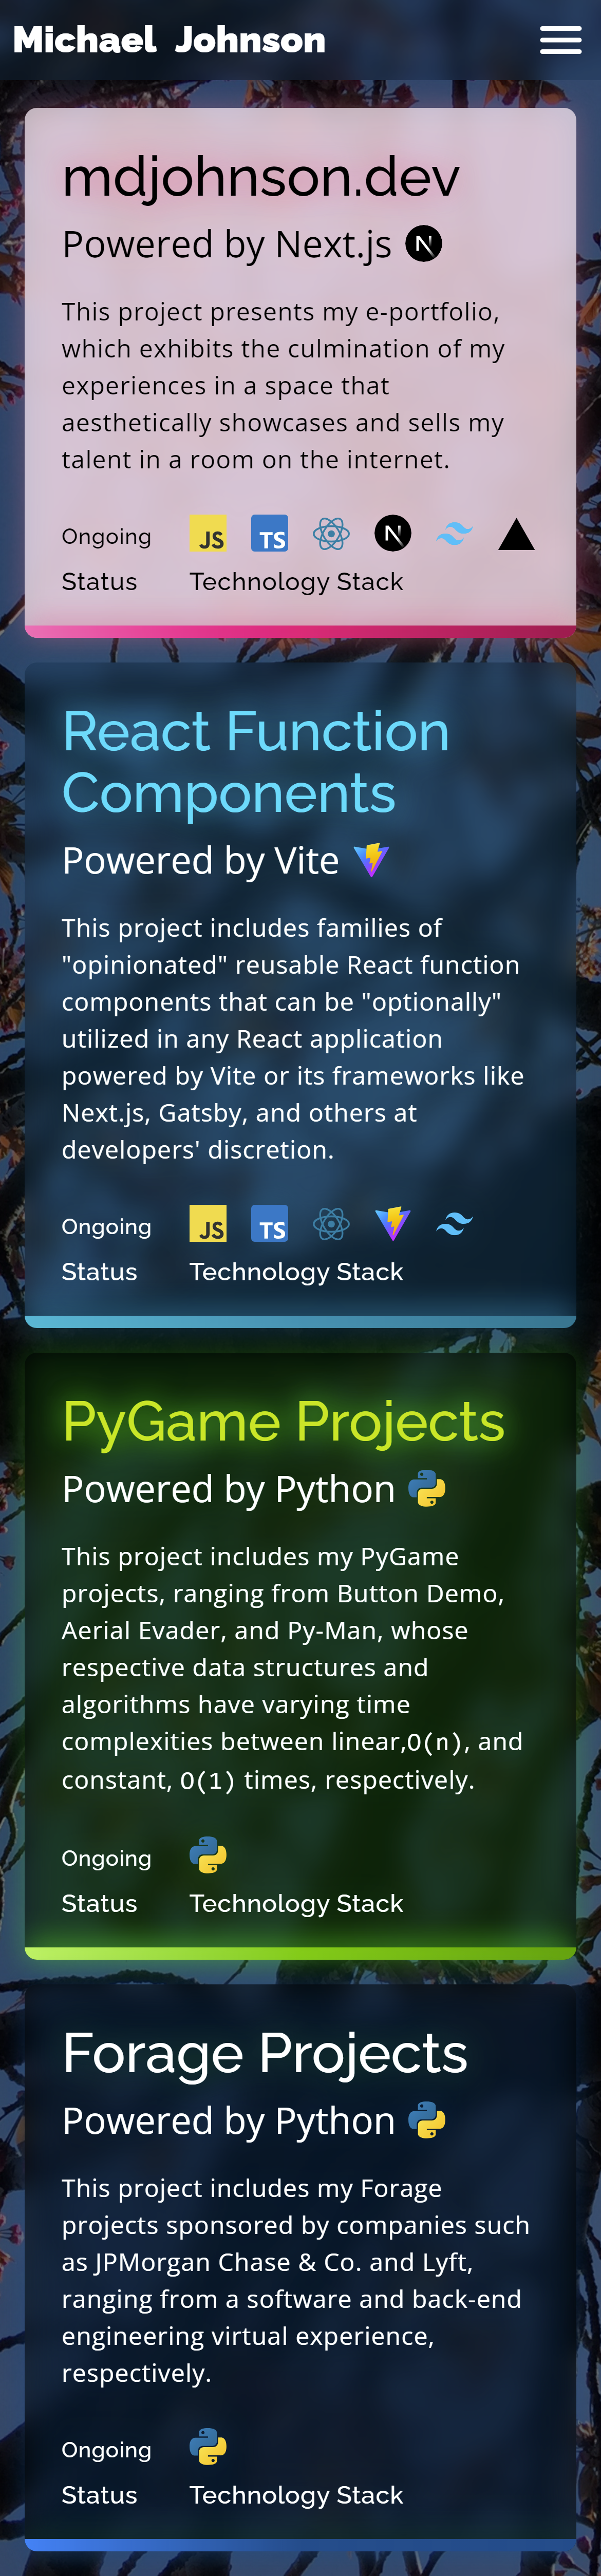 Michael Johnson
mdjohnson.dev
Powered by Next.js N
This project presents my e-portfolio,
which exhibits the culmination of my
experiences in a space that
aesthetically showcases and sells my
talent in a room on the internet.
Ongoing JS TS N
Status Technology Stack
React Function
Components
Powered by Vite
This project includes families of
"opinionated" reusable React function
components that can be "optionally"
utilized in any React application
powered by Vite or its frameworks like
Next.js, Gatsby, and others at
developers' discretion.
Ongoing JS TS
Status Technology Stack
PyGame Projects
Powered by Python
This project includes my PyGame
projects, ranging from Button Demo,
Aerial Evader, and Py-Man, whose
respective data structures and
algorithms have varying time
complexities between linear,O(n), and
constant, O(1) times, respectively.
Ongoing
Status Technology Stack
Forage Projects
Powered by Python
This project includes my Forage
projects sponsored by companies such
as JPMorgan Chase & Co. and Lyft,
ranging from a software and back-end
engineering virtual experience,
respectively.
Ongoing
Status Technology Stack